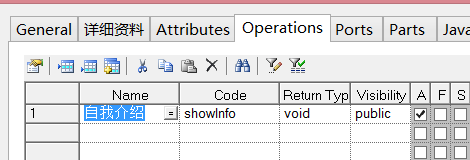 General 详细资料 Attributes Operations Ports Parts Java
Name Code Return Typ Visibility A F S
1 自我介绍 = showInfo void public